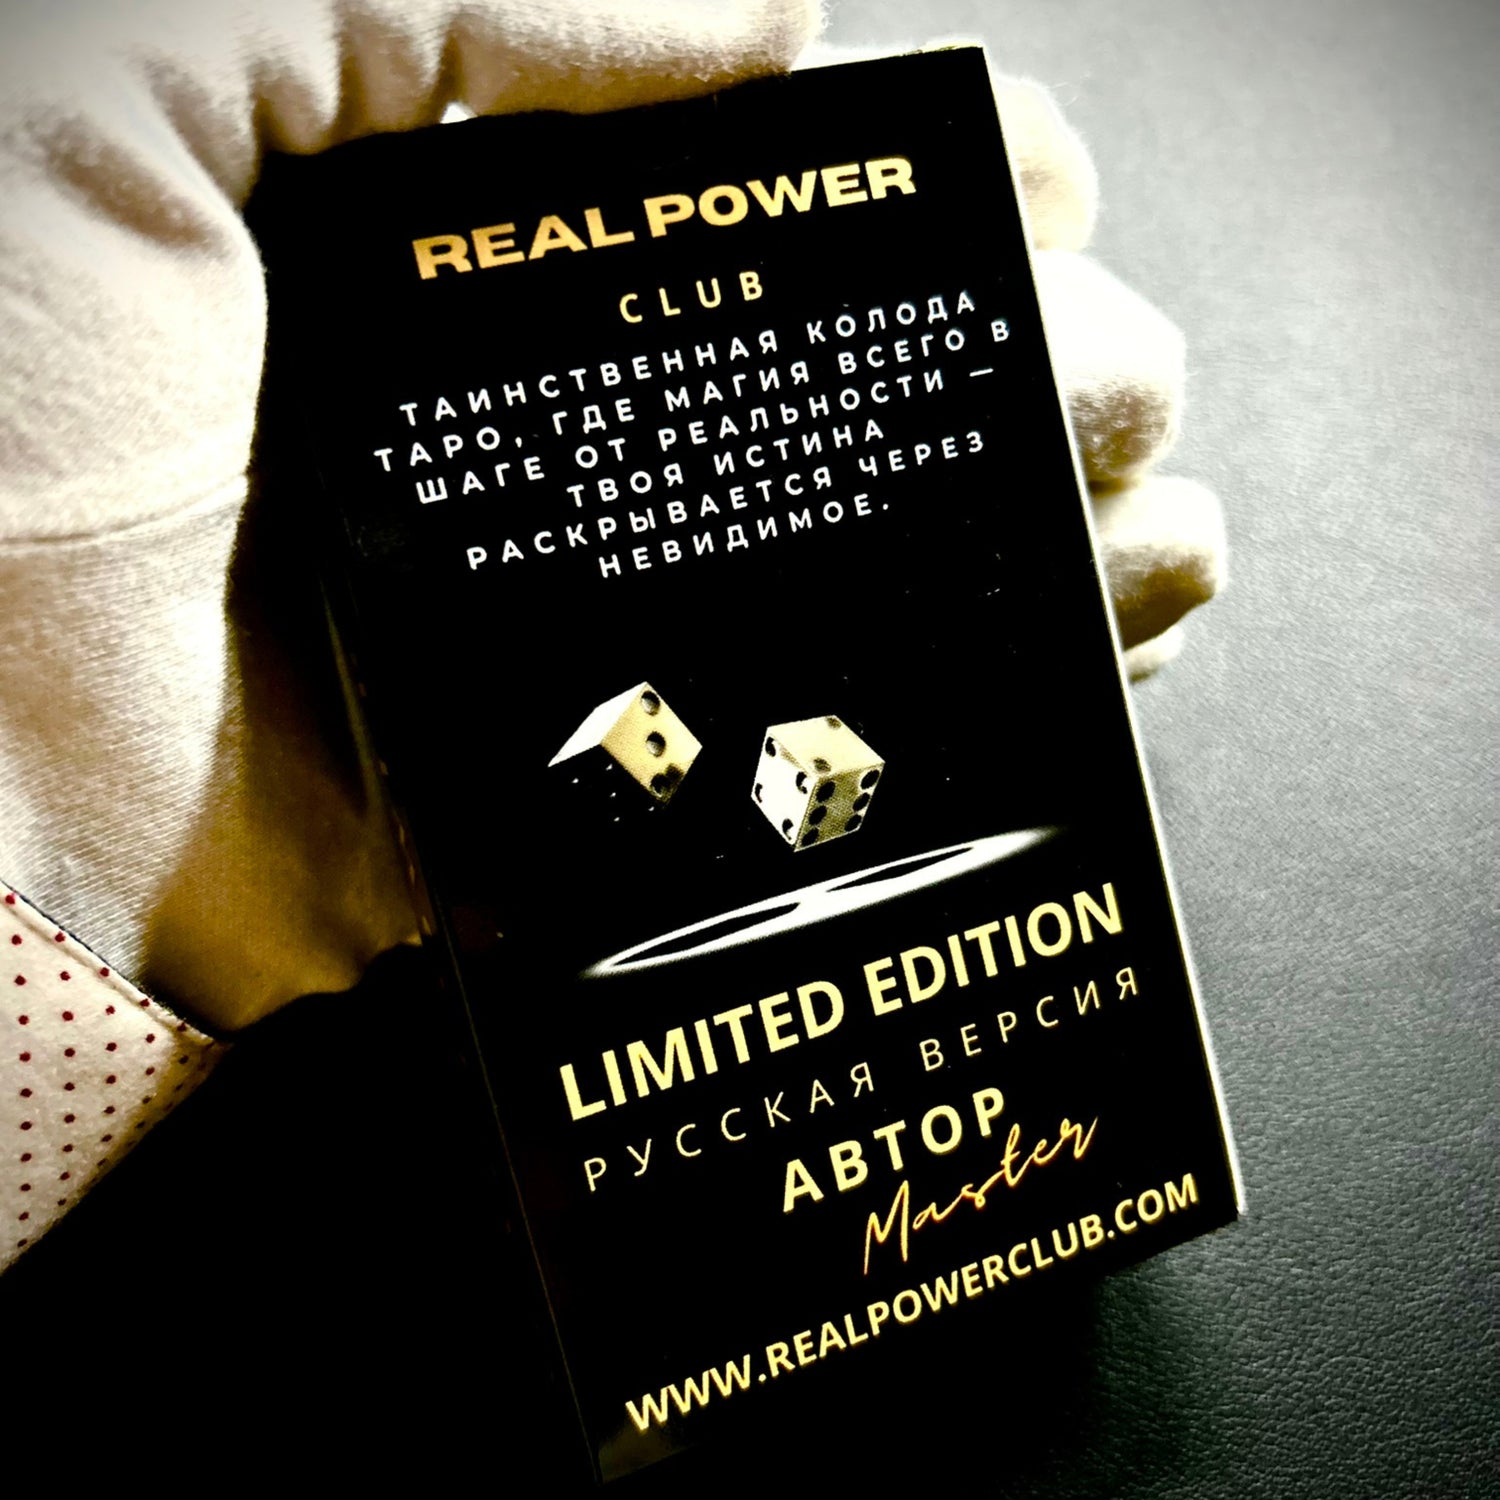 REAL POWER
CLUB
ТАИНСТВЕННАЯ КОЛОДА
ТАРО, ГДЕ МАГИЯ ВСЕГО В
ШАГЕ ОТ РЕАЛЬНОСТИ –
ТВОЯ ИСТИНА
РАСКРЫВАЕТСЯ ЧЕРЕЗ
НЕВИДИМОЕ.
LIMITED EDITION
РУССКАЯ ВЕРСИЯ
АВТОР
Master
WWW.REALPOWERCLUB.COM